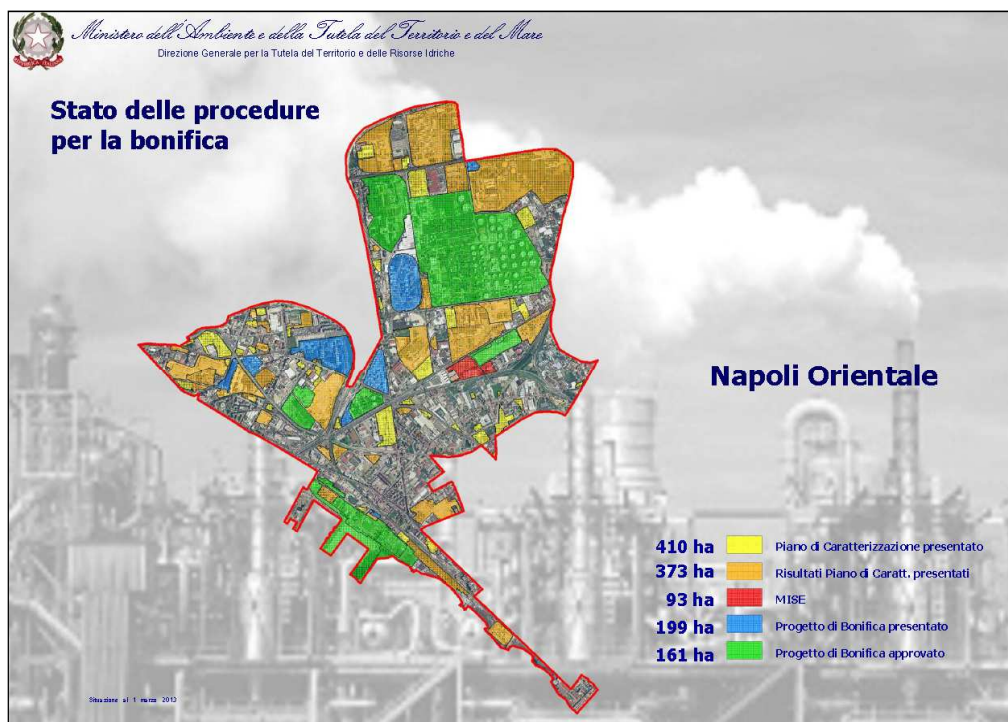 Ministero dell'Ambiente e della Tutela del Territorio e del Mare
Direzione Generale per la Tutela del Territorio e delle Risorse Idriche
Stato delle procedure
per la bonifica
Napoli Orientale
410 ha Piano di Caratterizzazione presentato
373 ha Risultati Piano di Caratt. presentati
93 ha MISE
199 ha Progetto di Bonifica presentato
161 ha Progetto di Bonifica approvato
Situazione al 1 marzo 2013